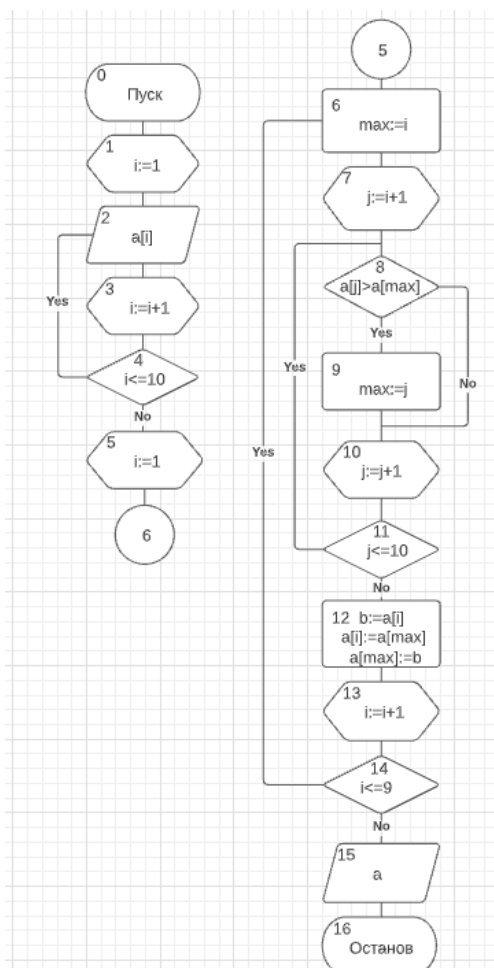 0
Пуск
1
i:=1
2
a[i]
3
i:=i+1
Yes
4
i<=10
No
5
i:=1
6
5
6
max:=i
7
j:=i+1
8
a[j]>a[max]
Yes
9
max:=j
Yes
No
Yes
10
j:=j+1
11
j<=10
No
12 b:=a[i]
a[i]:=a[max]
a[max]:=b
13
i:=i+1
14
i<=9
No
15
a
16
Останов